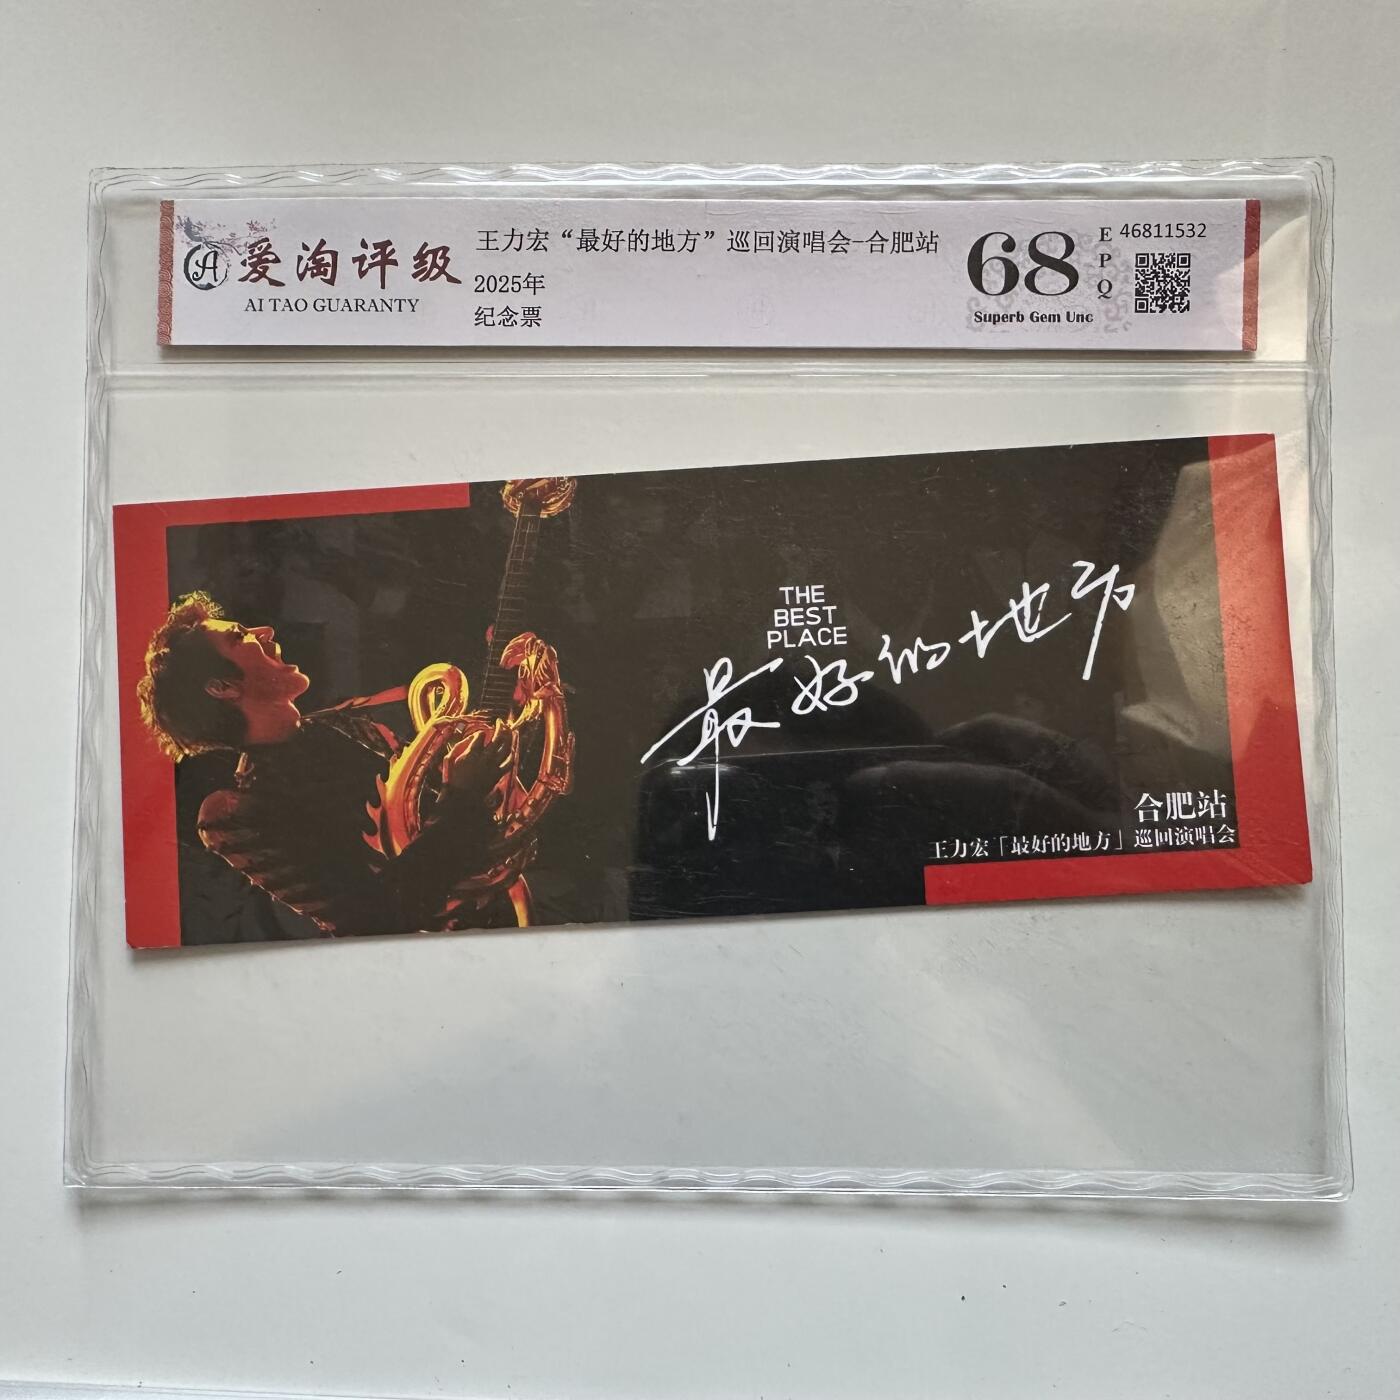 爱淘评级
AI TAO GUARANTY
王力宏“最好的地方”巡回演唱会-合肥站
2025年
纪念票
68
Superb Gem Unc
EPQ
46811532
THE
BEST
PLACE
最好的地方
合肥站
王力宏「最好的地方」巡回演唱会